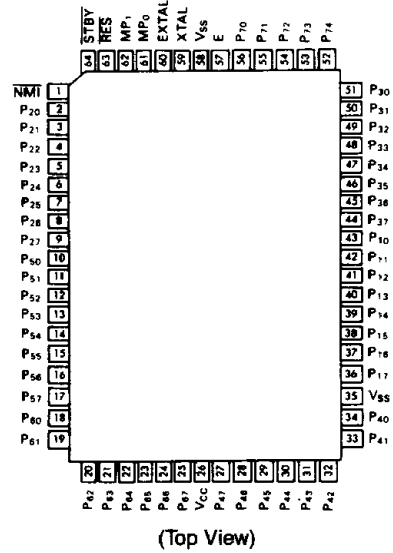 STBY RES MP1 MP0 EXTAL XTAL VSS E P70 P71 P72 P73 P74
64 63 62 61 60 59 58 57 56 55 54 53 52
NMI 1 51 P30
P20 2 50 P31
P21 3 49 P32
P22 4 48 P33
P23 5 47 P34
P24 6 46 P35
P25 7 45 P36
P26 8 44 P37
P27 9 43 P10
P50 10 42 P11
P51 11 41 P12
P52 12 40 P13
P53 13 39 P14
P54 14 38 P15
P55 15 37 P16
P56 16 36 P17
P57 17 35 VSS
P60 18 34 P40
P61 19 33 P41
20 21 22 23 24 25 26 27 28 29 30 31 32
P62 P63 P64 P65 P66 P67 VCC P47 P46 P45 P44 P43 P42
(Top View)